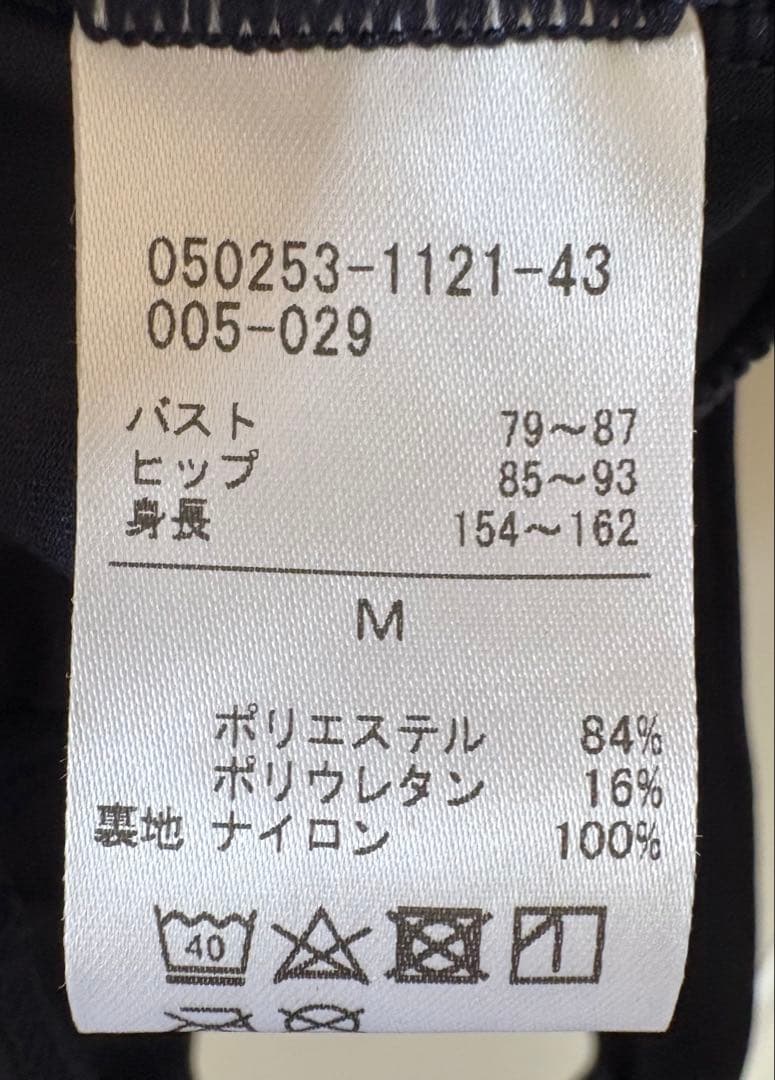 050253-1121-43
005-029
バスト 79〜87
ヒップ 85〜93
身長 154〜162
M
ポリエステル 84%
ポリウレタン 16%
裏地 ナイロン 100%
40